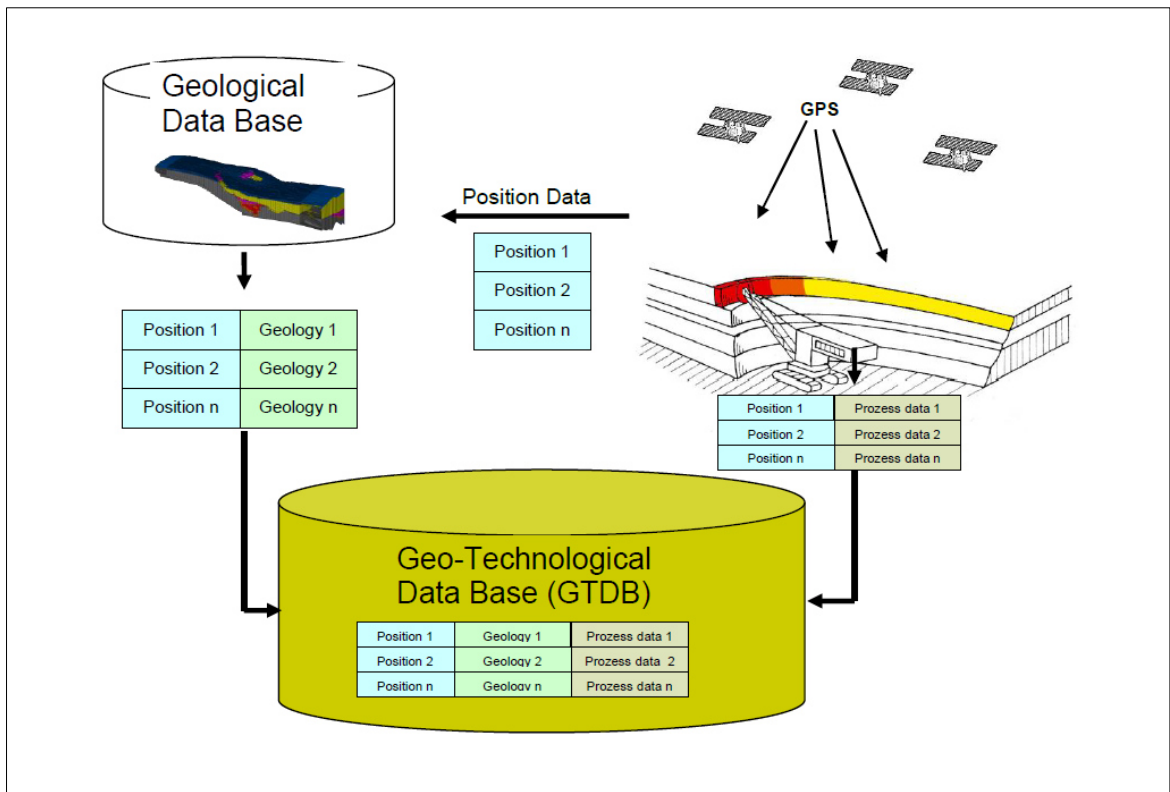 Geological
Data Base
GPS
Position Data
Position 1
Position 2
Position n
Position 1 Geology 1
Position 2 Geology 2
Position n Geology n
Position 1 Prozess data 1
Position 2 Prozess data 2
Position n Prozess data n
Geo-Technological
Data Base (GTDB)
Position 1 Geology 1 Prozess data 1
Position 2 Geology 2 Prozess data 2
Position n Geology n Prozess data n